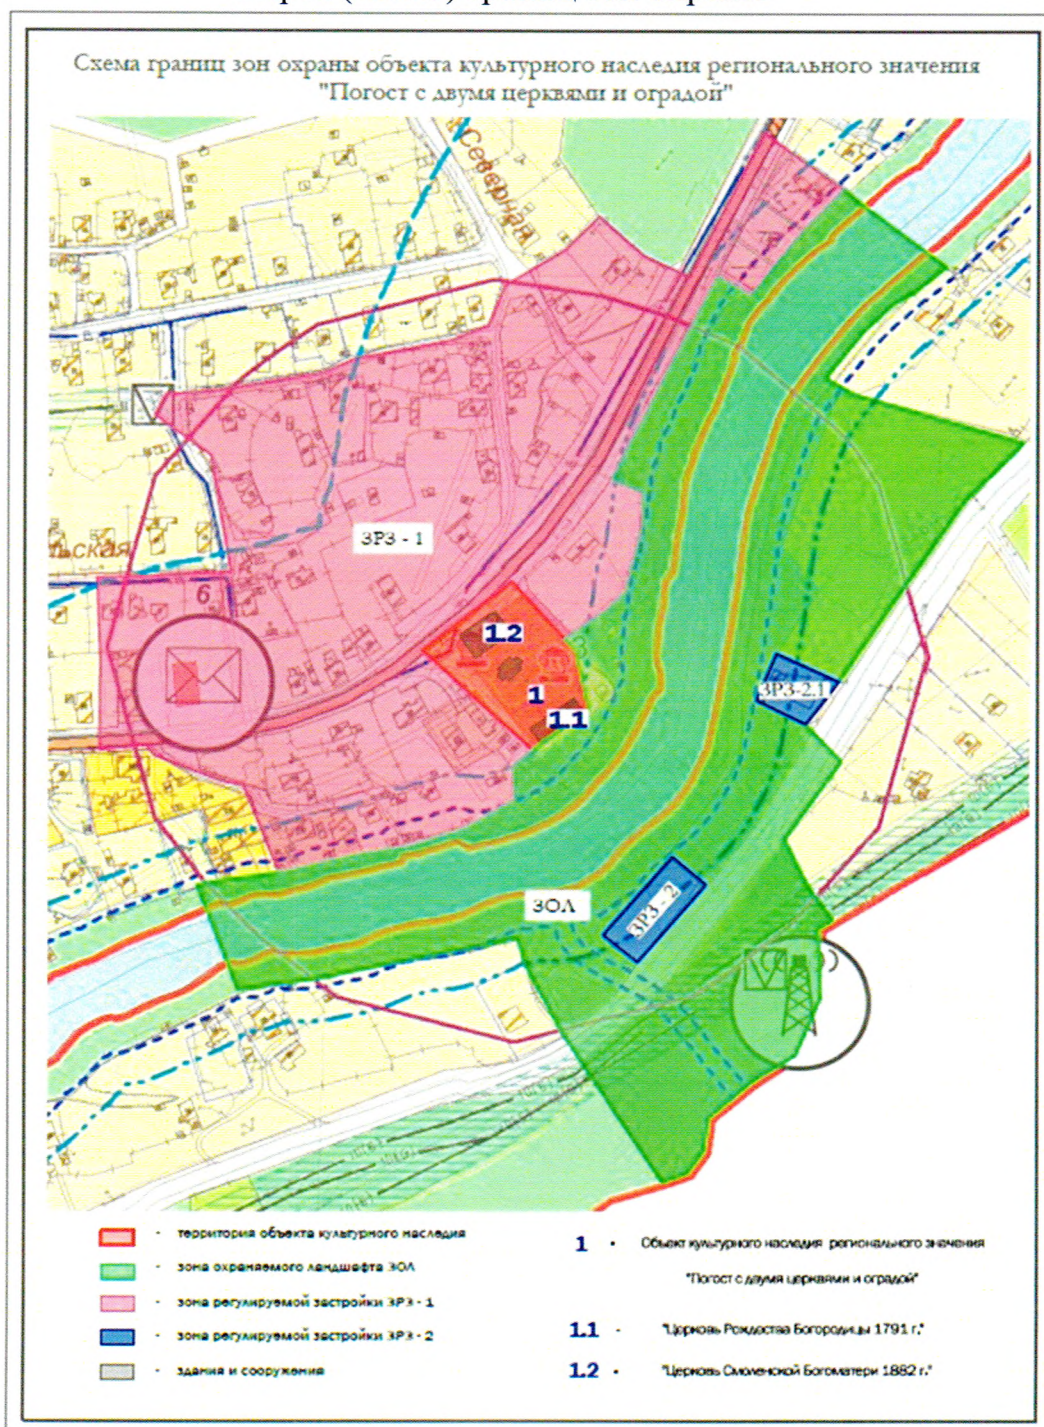 Схема границ зон охраны объекта культурного наследия регионального значения
"Погост с двумя церквями и оградой"
Северная
ЗРЗ - 1
льская
6
1.2
1
1.1
ЗРЗ-2.1
ЗРЗ - 2
ЗОЛ
- территория объекта культурного наследия
- зона охраняемого ландшафта ЗОЛ
- зона регулируемой застройки ЗРЗ - 1
- зона регулируемой застройки ЗРЗ - 2
- здания и сооружения
1 - Объект культурного наследия регионального значения
"Погост с двумя церквями и оградой"
1.1 - "Церковь Рождества Богородицы 1791 г."
1.2 - "Церковь Смоленской Богоматери 1882 г."